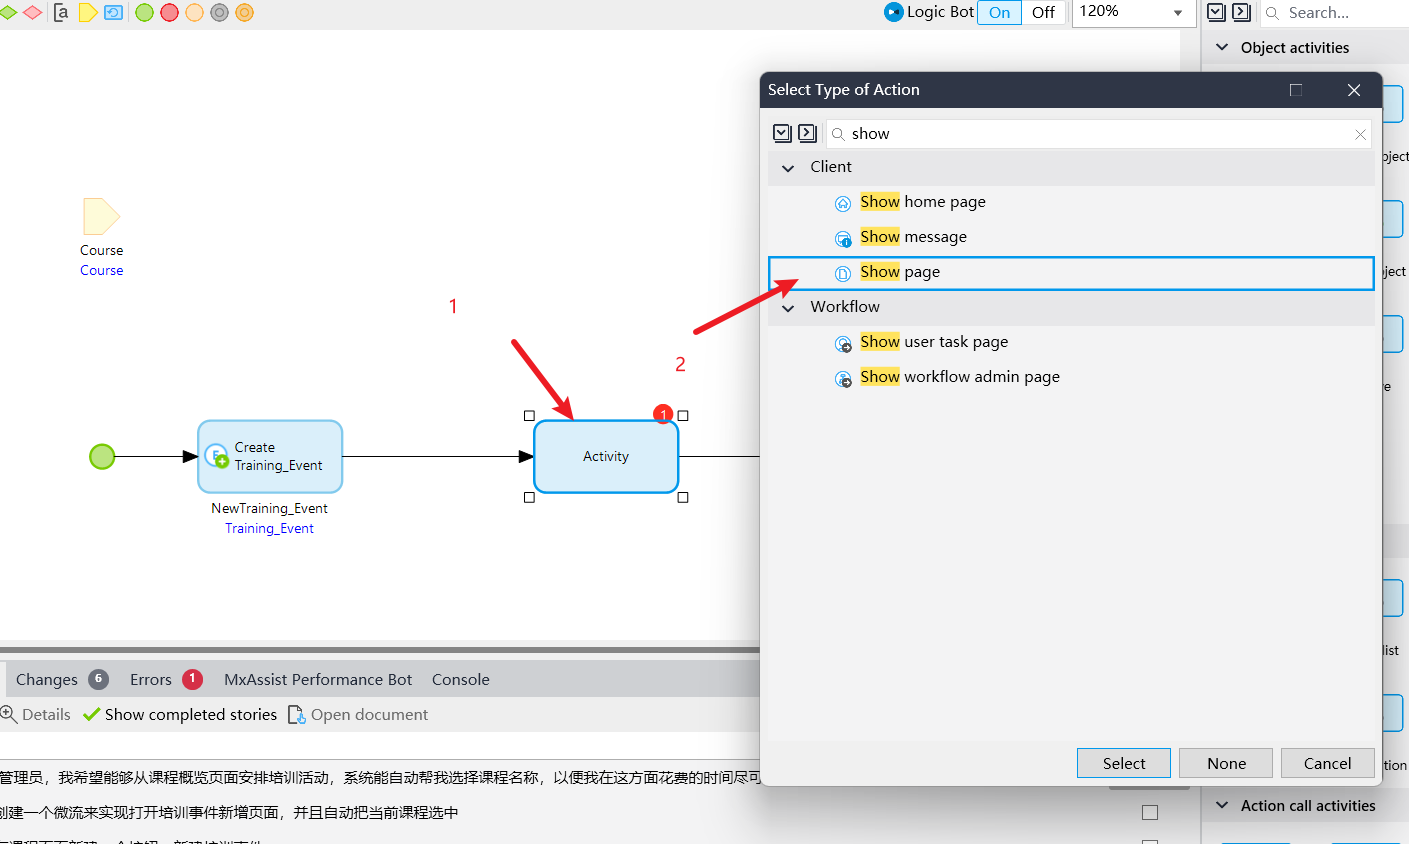 Logic Bot On Off 120% Search...
Object activities
Select Type of Action
show
Client
Show home page
Show message
Show page
Workflow
Show user task page
Show workflow admin page
Course
Course
1
2
1
Create
Training_Event
Activity
NewTraining_Event
Training_Event
Changes 6 Errors 1 MxAssist Performance Bot Console
Details Show completed stories Open document
Select None Cancel
管理员，我希望能够从课程概览页面安排培训活动，系统能自动帮我选择课程名称，以便我在这方面花费的时间尽可
创建一个微流来实现打开培训事件新增页面，并且自动把当前课程选中
Action call activities